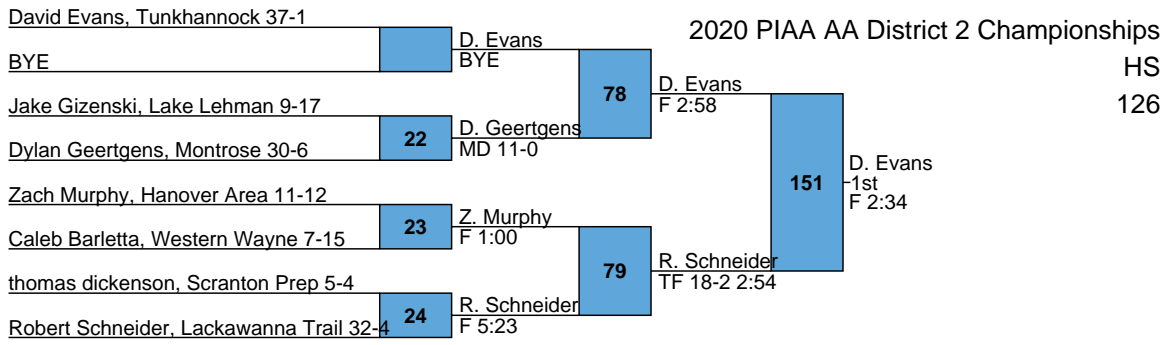 2020 PIAA AA District 2 Championships
HS
126
David Evans, Tunkhannock 37-1
BYE
D. Evans
BYE
Jake Gizenski, Lake Lehman 9-17
22
Dylan Geertgens, Montrose 30-6
D. Geertgens
MD 11-0
78
D. Evans
F 2:58
Zach Murphy, Hanover Area 11-12
23
Caleb Barletta, Western Wayne 7-15
Z. Murphy
F 1:00
thomas dickenson, Scranton Prep 5-4
24
Robert Schneider, Lackawanna Trail 32-4
R. Schneider
F 5:23
79
R. Schneider
TF 18-2 2:54
151
D. Evans
1st
F 2:34